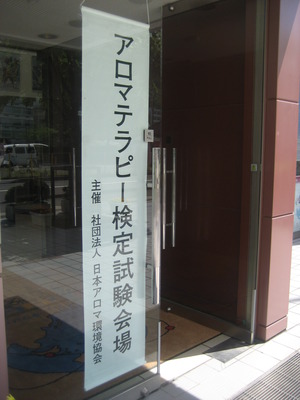 アロマテラピー検定試験会場
主催 社団法人 日本アロマ環境協会